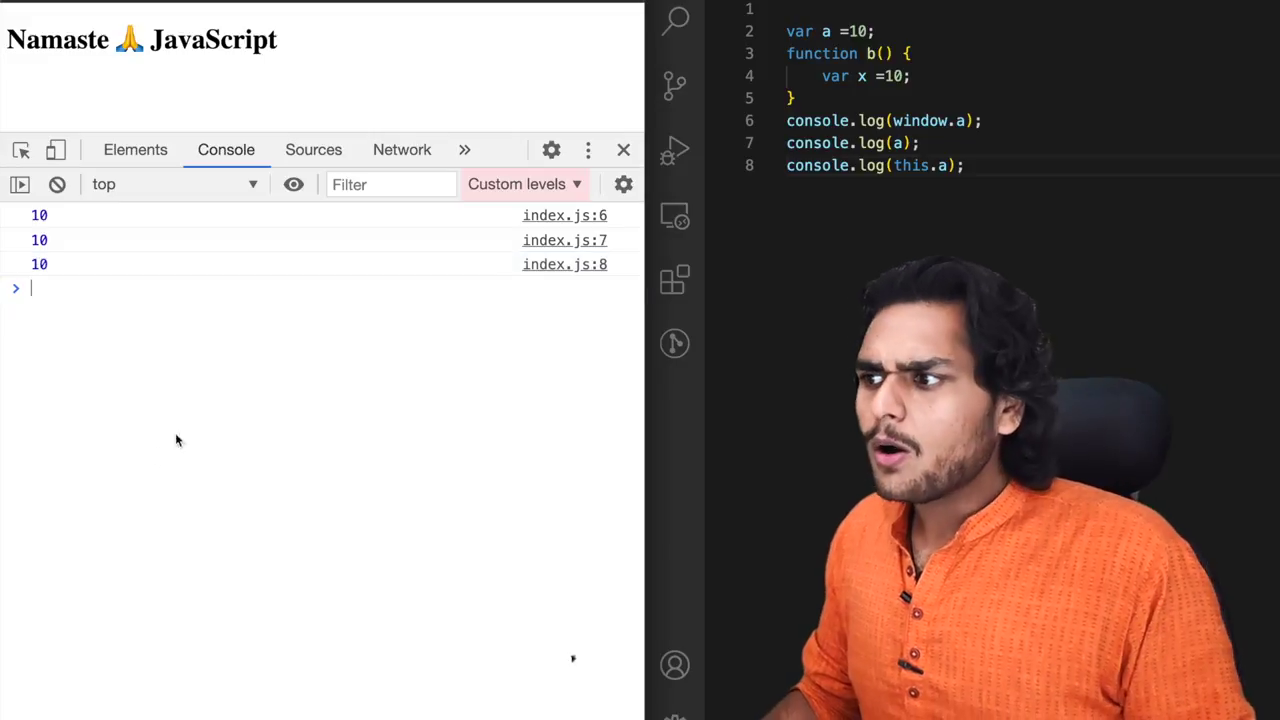 Namaste 🙏 JavaScript
Elements Console Sources Network »
top ▼ Filter Custom levels ▼
10 index.js:6
10 index.js:7
10 index.js:8
>
1
2 var a =10;
3 function b() {
4 var x =10;
5 }
6 console.log(window.a);
7 console.log(a);
8 console.log(this.a);